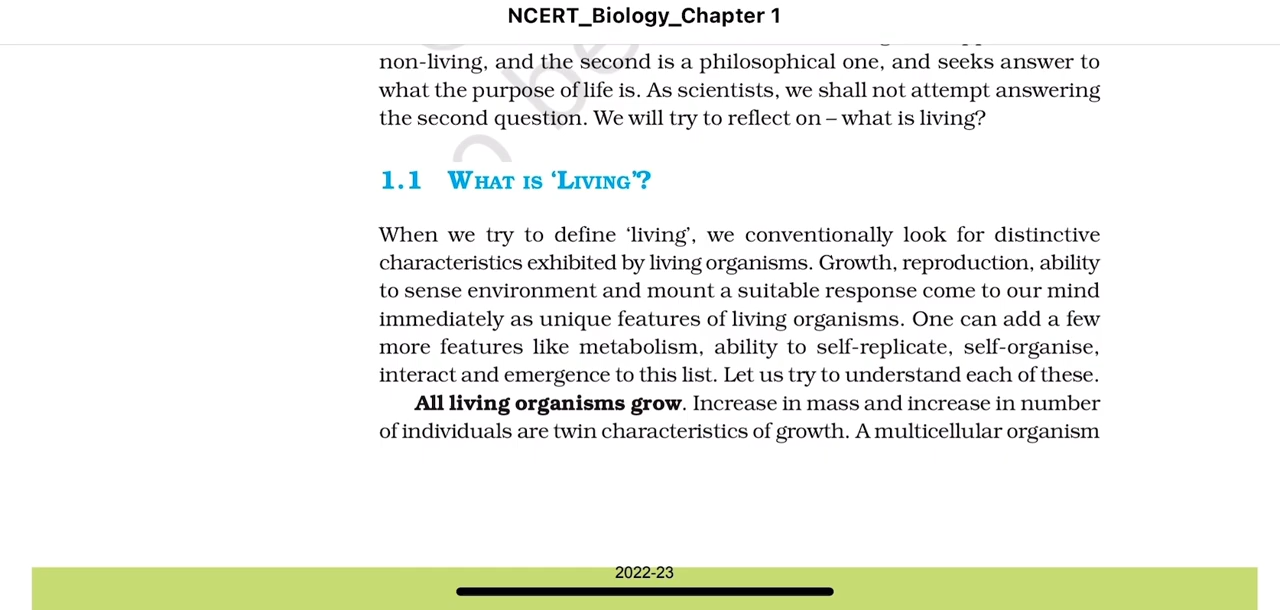 NCERT_Biology_Chapter 1
non-living, and the second is a philosophical one, and seeks answer to
what the purpose of life is. As scientists, we shall not attempt answering
the second question. We will try to reflect on – what is living?
1.1 What is ‘Living’?
When we try to define ‘living’, we conventionally look for distinctive
characteristics exhibited by living organisms. Growth, reproduction, ability
to sense environment and mount a suitable response come to our mind
immediately as unique features of living organisms. One can add a few
more features like metabolism, ability to self-replicate, self-organise,
interact and emergence to this list. Let us try to understand each of these.
All living organisms grow. Increase in mass and increase in number
of individuals are twin characteristics of growth. A multicellular organism
2022-23